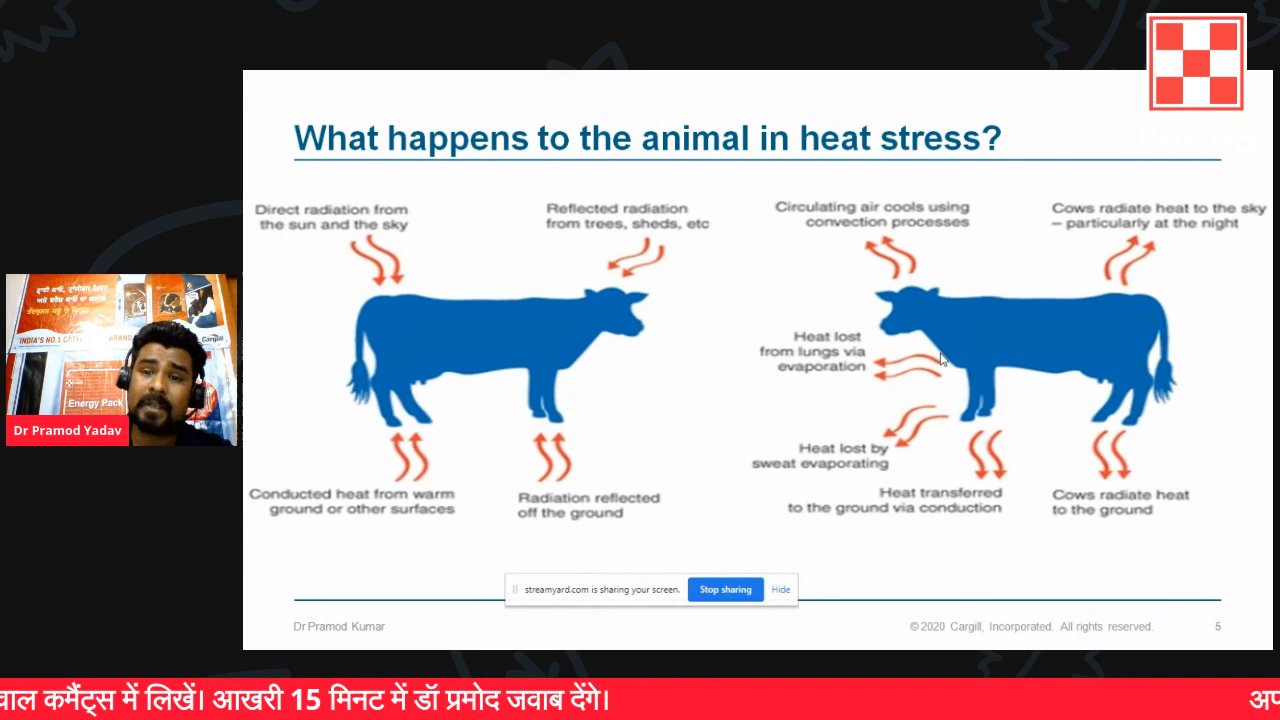 What happens to the animal in heat stress?
Direct radiation from
the sun and the sky
Reflected radiation
from trees, sheds, etc
Circulating air cools using
convection processes
Cows radiate heat to the sky
– particularly at the night
Heat lost
from lungs via
evaporation
Heat lost by
sweat evaporating
Conducted heat from warm
ground or other surfaces
Radiation reflected
off the ground
Heat transferred
to the ground via conduction
Cows radiate heat
to the ground
streamyard.com is sharing your screen.
Stop sharing
Hide
Dr Pramod Kumar
© 2020 Cargill, Incorporated. All rights reserved.
5
INDIA'S NO.1
Cargill
Energy Pack
Dr Pramod Yadav
वाल कमैंट्स में लिखें। आखरी 15 मिनट में डॉ प्रमोद जवाब देंगे।
अप